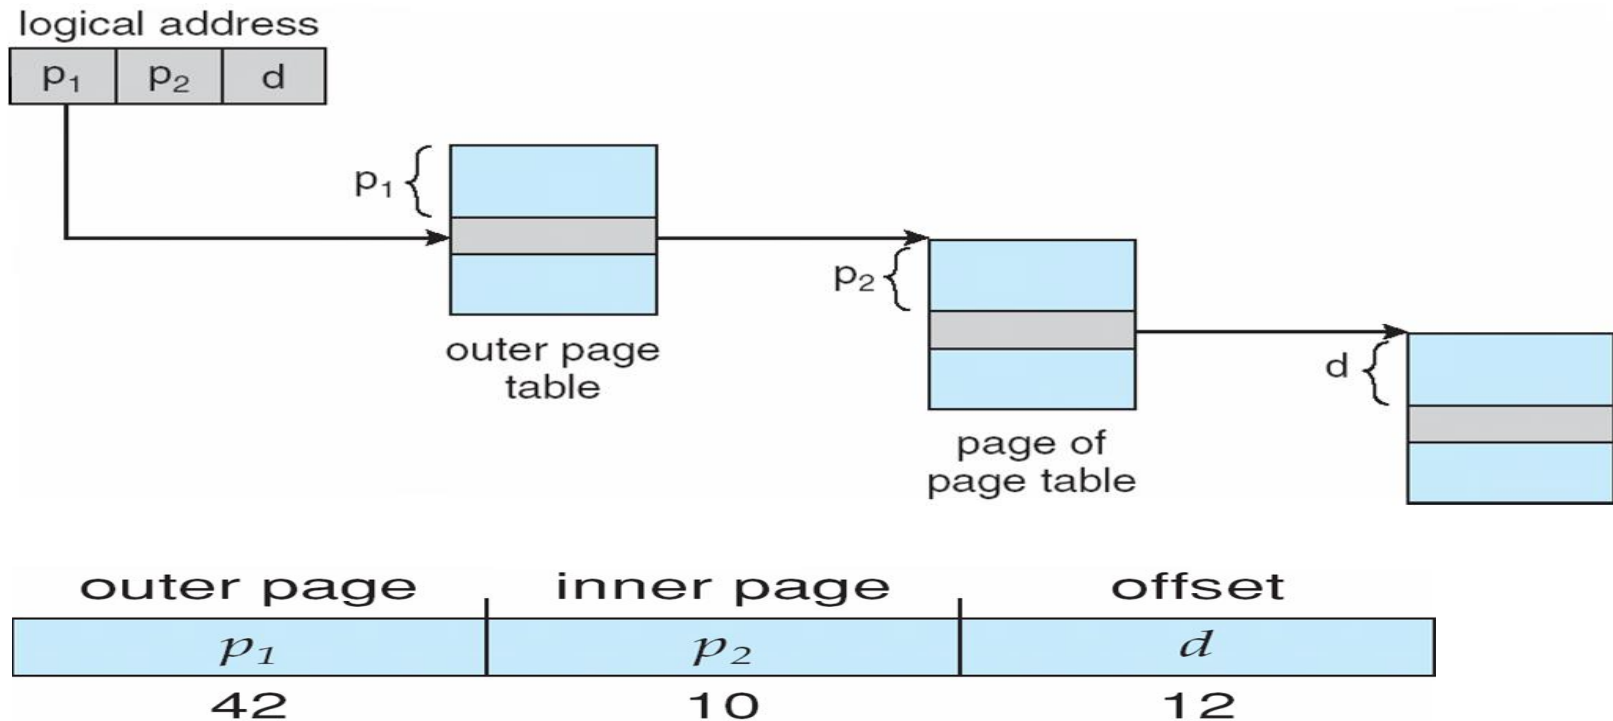 logical address
p₁ p₂ d
p₁
outer page
table
p₂
page of
page table
d
outer page inner page offset
p₁ p₂ d
42 10 12